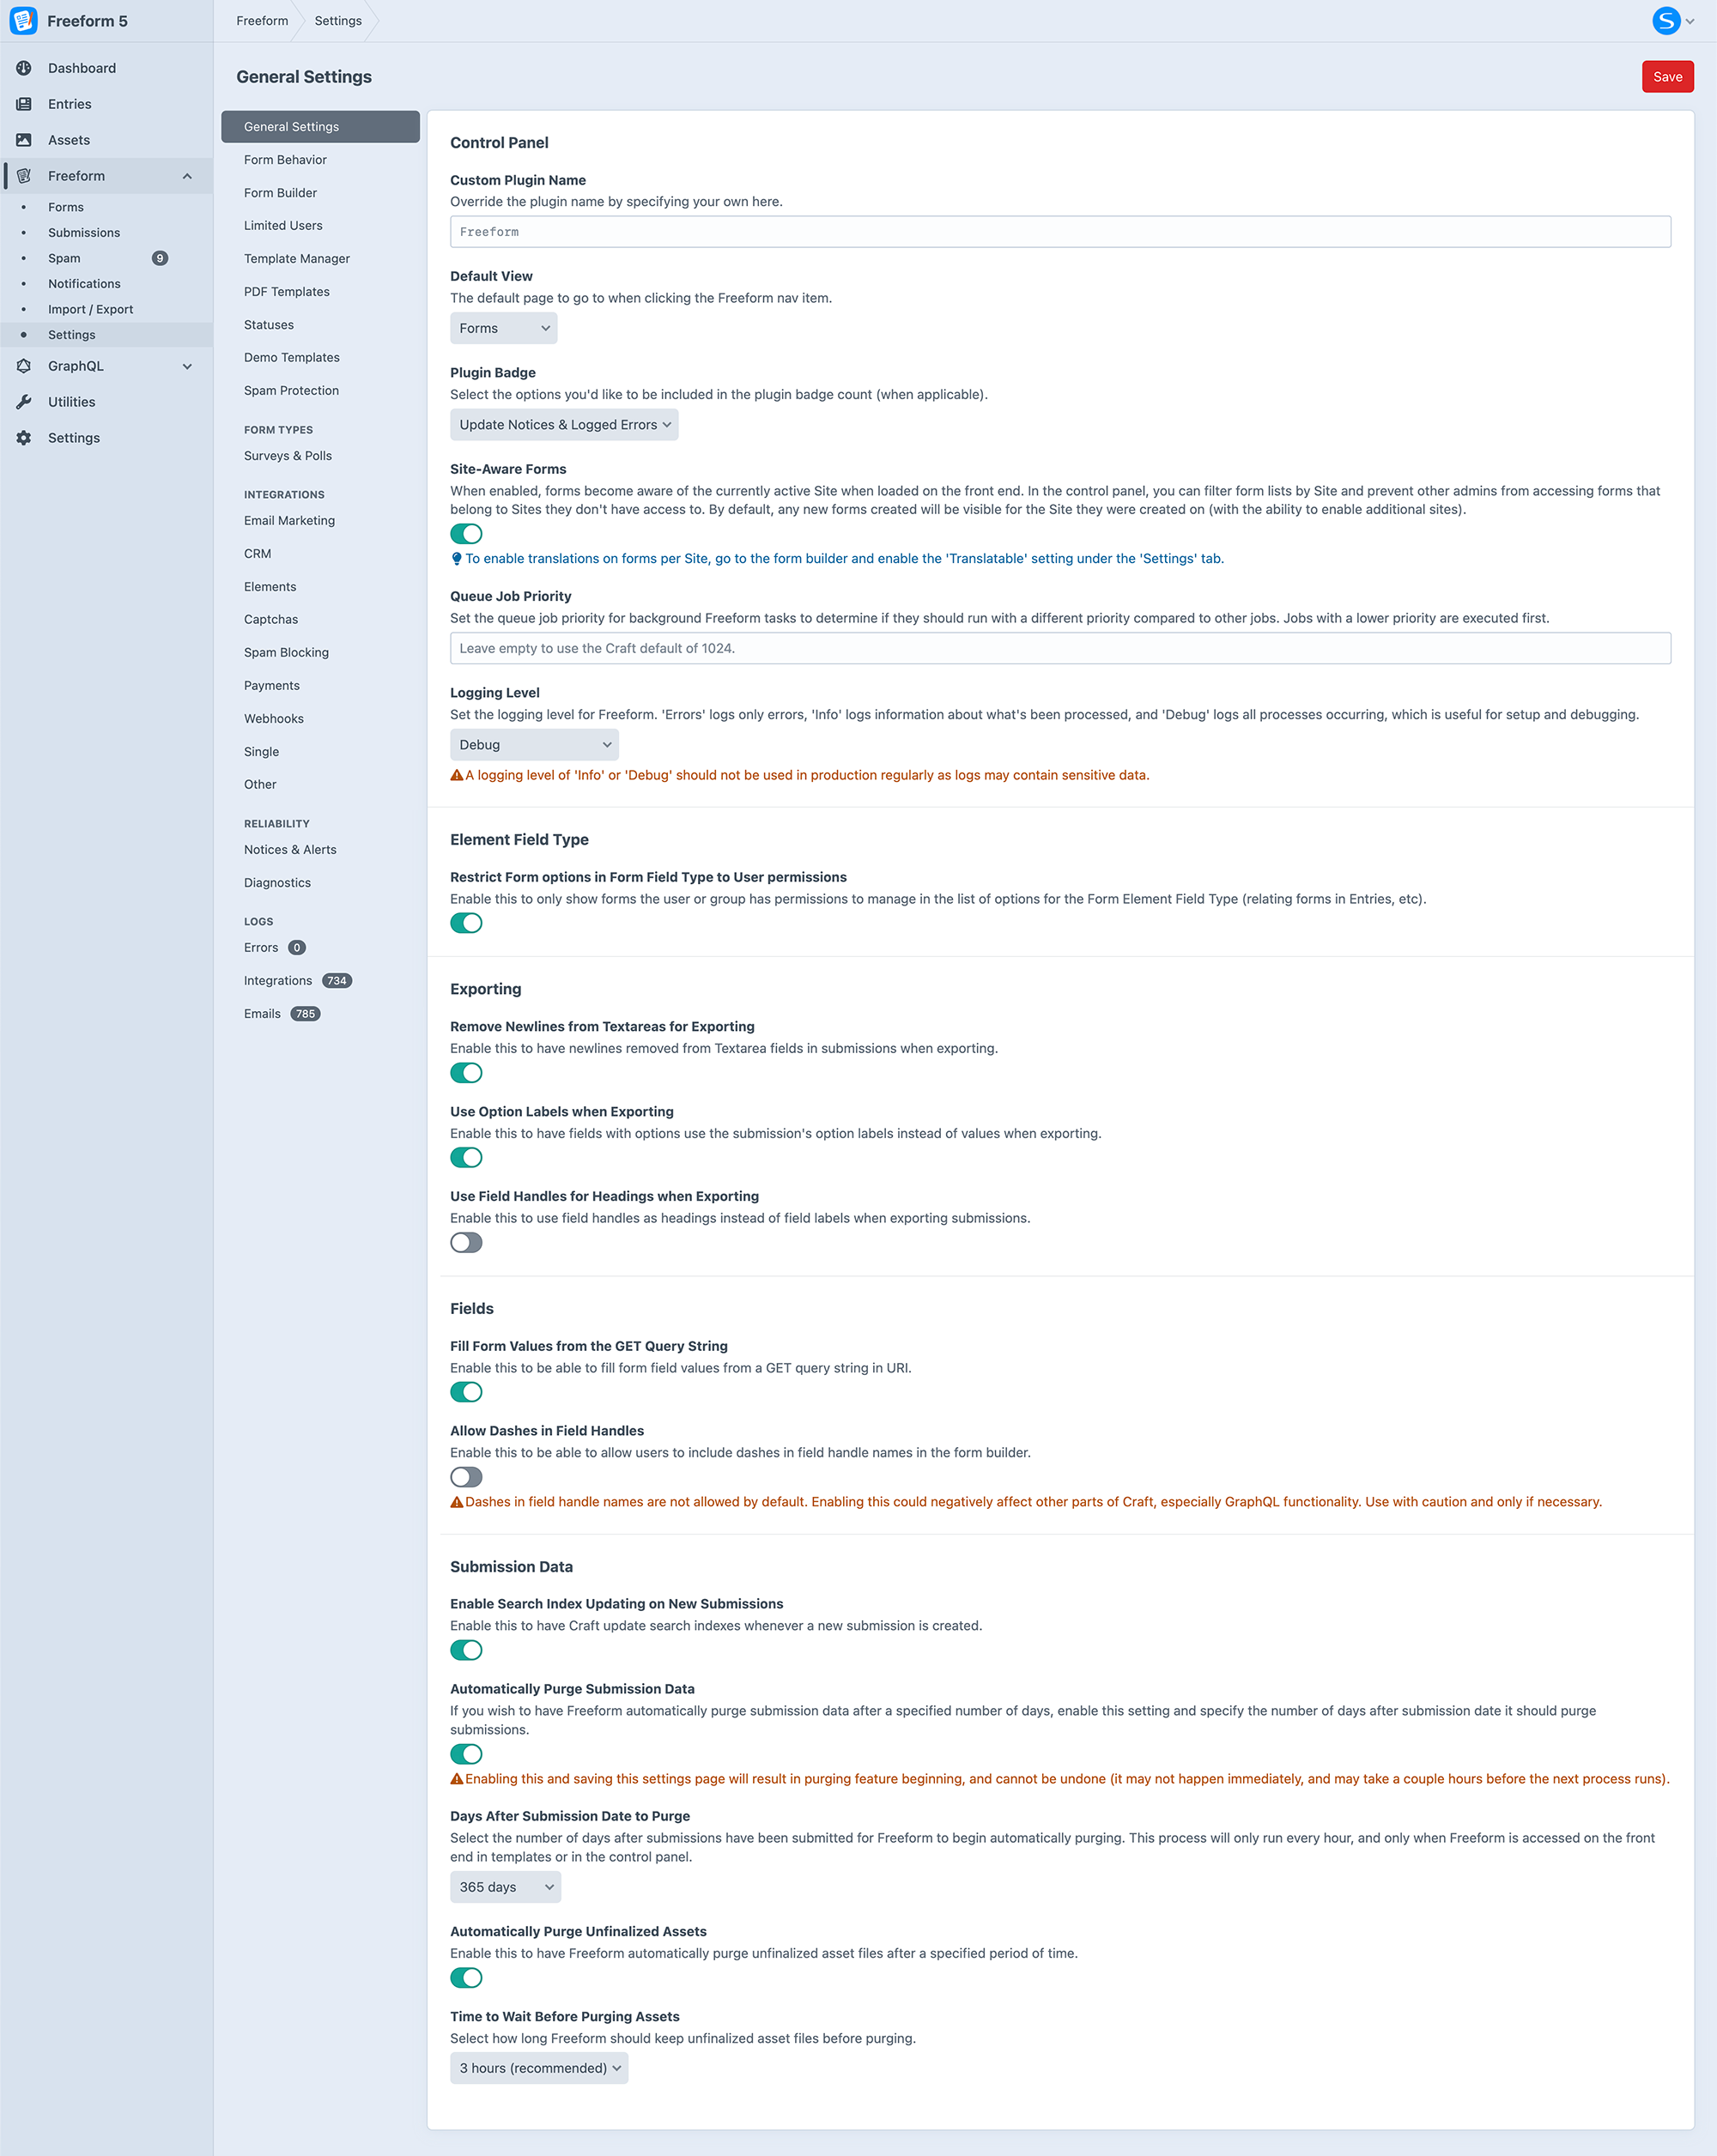 Freeform 5
Freeform
Settings
S
Dashboard
Entries
Assets
Freeform
Forms
Submissions
Spam 9
Notifications
Import / Export
Settings
GraphQL
Utilities
Settings
General Settings
Save
General Settings
Form Behavior
Form Builder
Limited Users
Template Manager
PDF Templates
Statuses
Demo Templates
Spam Protection
FORM TYPES
Surveys & Polls
INTEGRATIONS
Email Marketing
CRM
Elements
Captchas
Spam Blocking
Payments
Webhooks
Single
Other
RELIABILITY
Notices & Alerts
Diagnostics
LOGS
Errors 0
Integrations 734
Emails 785
Control Panel
Custom Plugin Name
Override the plugin name by specifying your own here.
Freeform
Default View
The default page to go to when clicking the Freeform nav item.
Forms
Plugin Badge
Select the options you'd like to be included in the plugin badge count (when applicable).
Update Notices & Logged Errors
Site-Aware Forms
When enabled, forms become aware of the currently active Site when loaded on the front end. In the control panel, you can filter form lists by Site and prevent other admins from accessing forms that
belong to Sites they don't have access to. By default, any new forms created will be visible for the Site they were created on (with the ability to enable additional sites).
To enable translations on forms per Site, go to the form builder and enable the 'Translatable' setting under the 'Settings' tab.
Queue Job Priority
Set the queue job priority for background Freeform tasks to determine if they should run with a different priority compared to other jobs. Jobs with a lower priority are executed first.
Leave empty to use the Craft default of 1024.
Logging Level
Set the logging level for Freeform. 'Errors' logs only errors, 'Info' logs information about what's been processed, and 'Debug' logs all processes occurring, which is useful for setup and debugging.
Debug
A logging level of 'Info' or 'Debug' should not be used in production regularly as logs may contain sensitive data.
Element Field Type
Restrict Form options in Form Field Type to User permissions
Enable this to only show forms the user or group has permissions to manage in the list of options for the Form Element Field Type (relating forms in Entries, etc).
Exporting
Remove Newlines from Textareas for Exporting
Enable this to have newlines removed from Textarea fields in submissions when exporting.
Use Option Labels when Exporting
Enable this to have fields with options use the submission's option labels instead of values when exporting.
Use Field Handles for Headings when Exporting
Enable this to use field handles as headings instead of field labels when exporting submissions.
Fields
Fill Form Values from the GET Query String
Enable this to be able to fill form field values from a GET query string in URI.
Allow Dashes in Field Handles
Enable this to be able to allow users to include dashes in field handle names in the form builder.
Dashes in field handle names are not allowed by default. Enabling this could negatively affect other parts of Craft, especially GraphQL functionality. Use with caution and only if necessary.
Submission Data
Enable Search Index Updating on New Submissions
Enable this to have Craft update search indexes whenever a new submission is created.
Automatically Purge Submission Data
If you wish to have Freeform automatically purge submission data after a specified number of days, enable this setting and specify the number of days after submission date it should purge
submissions.
Enabling this and saving this settings page will result in purging feature beginning, and cannot be undone (it may not happen immediately, and may take a couple hours before the next process runs).
Days After Submission Date to Purge
Select the number of days after submissions have been submitted for Freeform to begin automatically purging. This process will only run every hour, and only when Freeform is accessed on the front
end in templates or in the control panel.
365 days
Automatically Purge Unfinalized Assets
Enable this to have Freeform automatically purge unfinalized asset files after a specified period of time.
Time to Wait Before Purging Assets
Select how long Freeform should keep unfinalized asset files before purging.
3 hours (recommended)